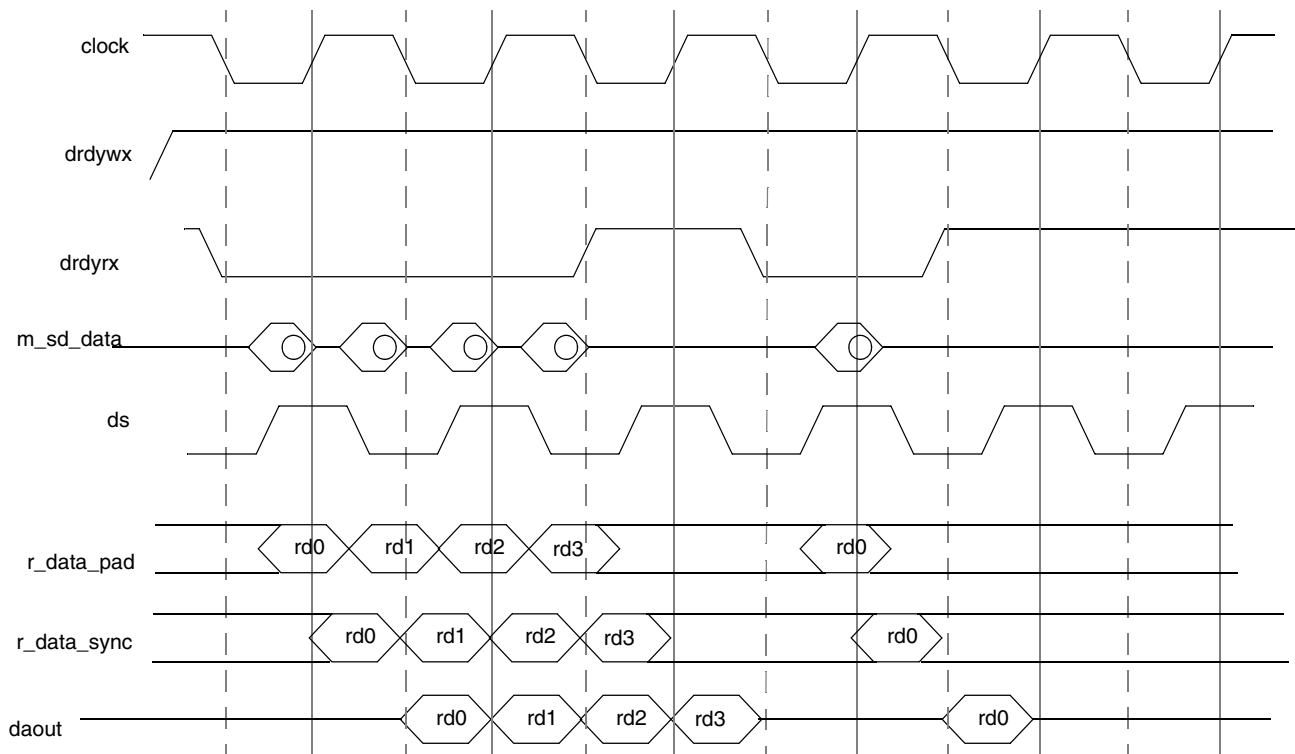 clock
drdywx
drdyrx
m_sd_data
ds
r_data_pad rd0 rd1 rd2 rd3 rd0
r_data_sync rd0 rd1 rd2 rd3 rd0
daout rd0 rd1 rd2 rd3 rd0